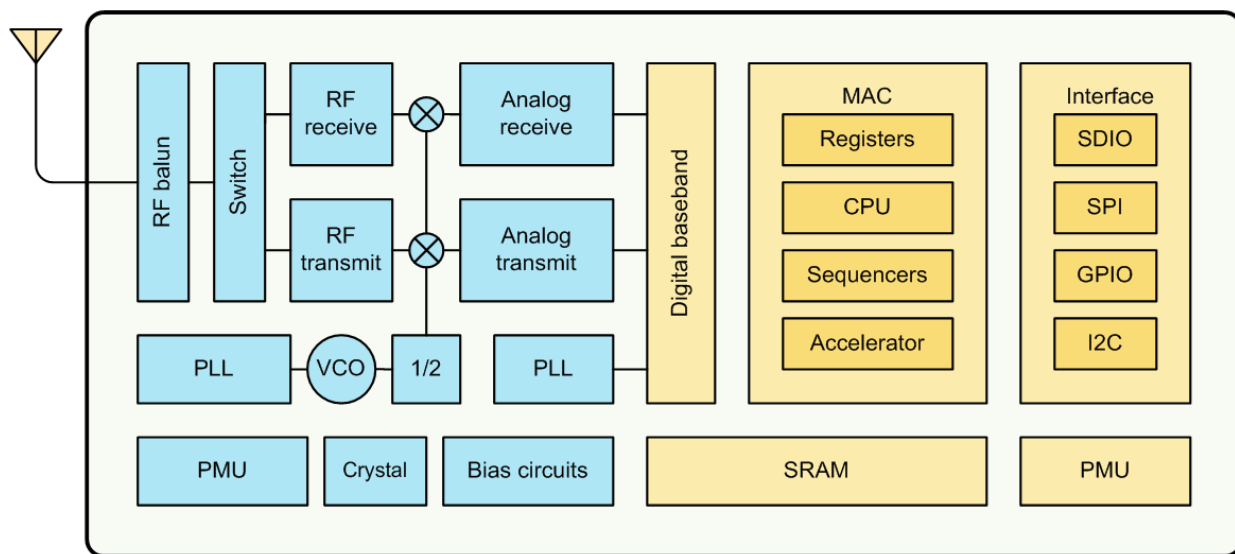 RF balun
Switch
RF
receive
Analog
receive
RF
transmit
Analog
transmit
Digital baseband
MAC
Registers
CPU
Sequencers
Accelerator
Interface
SDIO
SPI
GPIO
I2C
PLL
VCO
1/2
PLL
PMU
Crystal
Bias circuits
SRAM
PMU